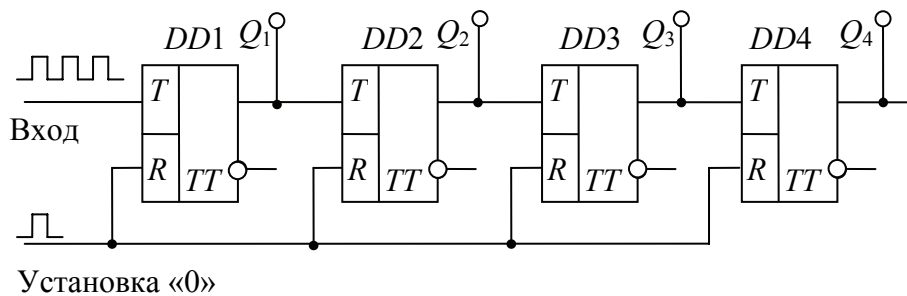 DD1 Q1 DD2 Q2 DD3 Q3 DD4 Q4
T T T T
Вход
R TT R TT R TT R TT
Установка «0»